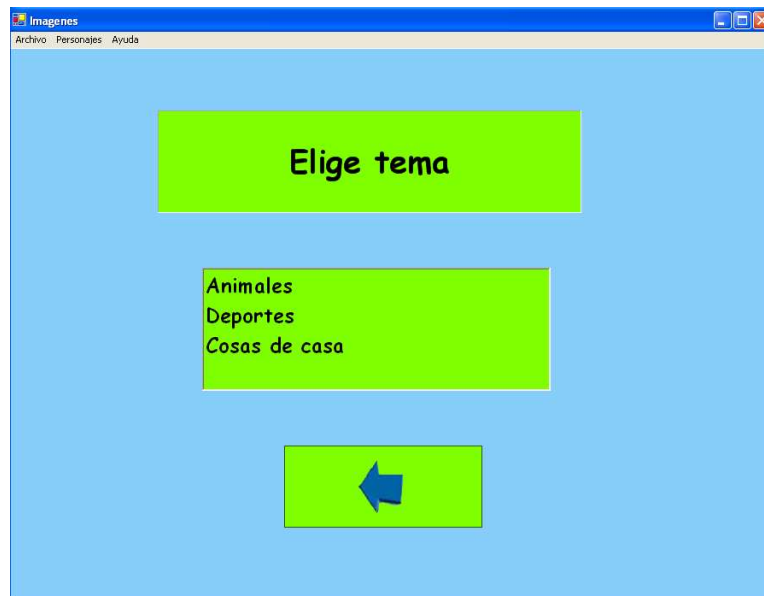 Imagenes
Archivo Personajes Ayuda
Elige tema
Animales
Deportes
Cosas de casa